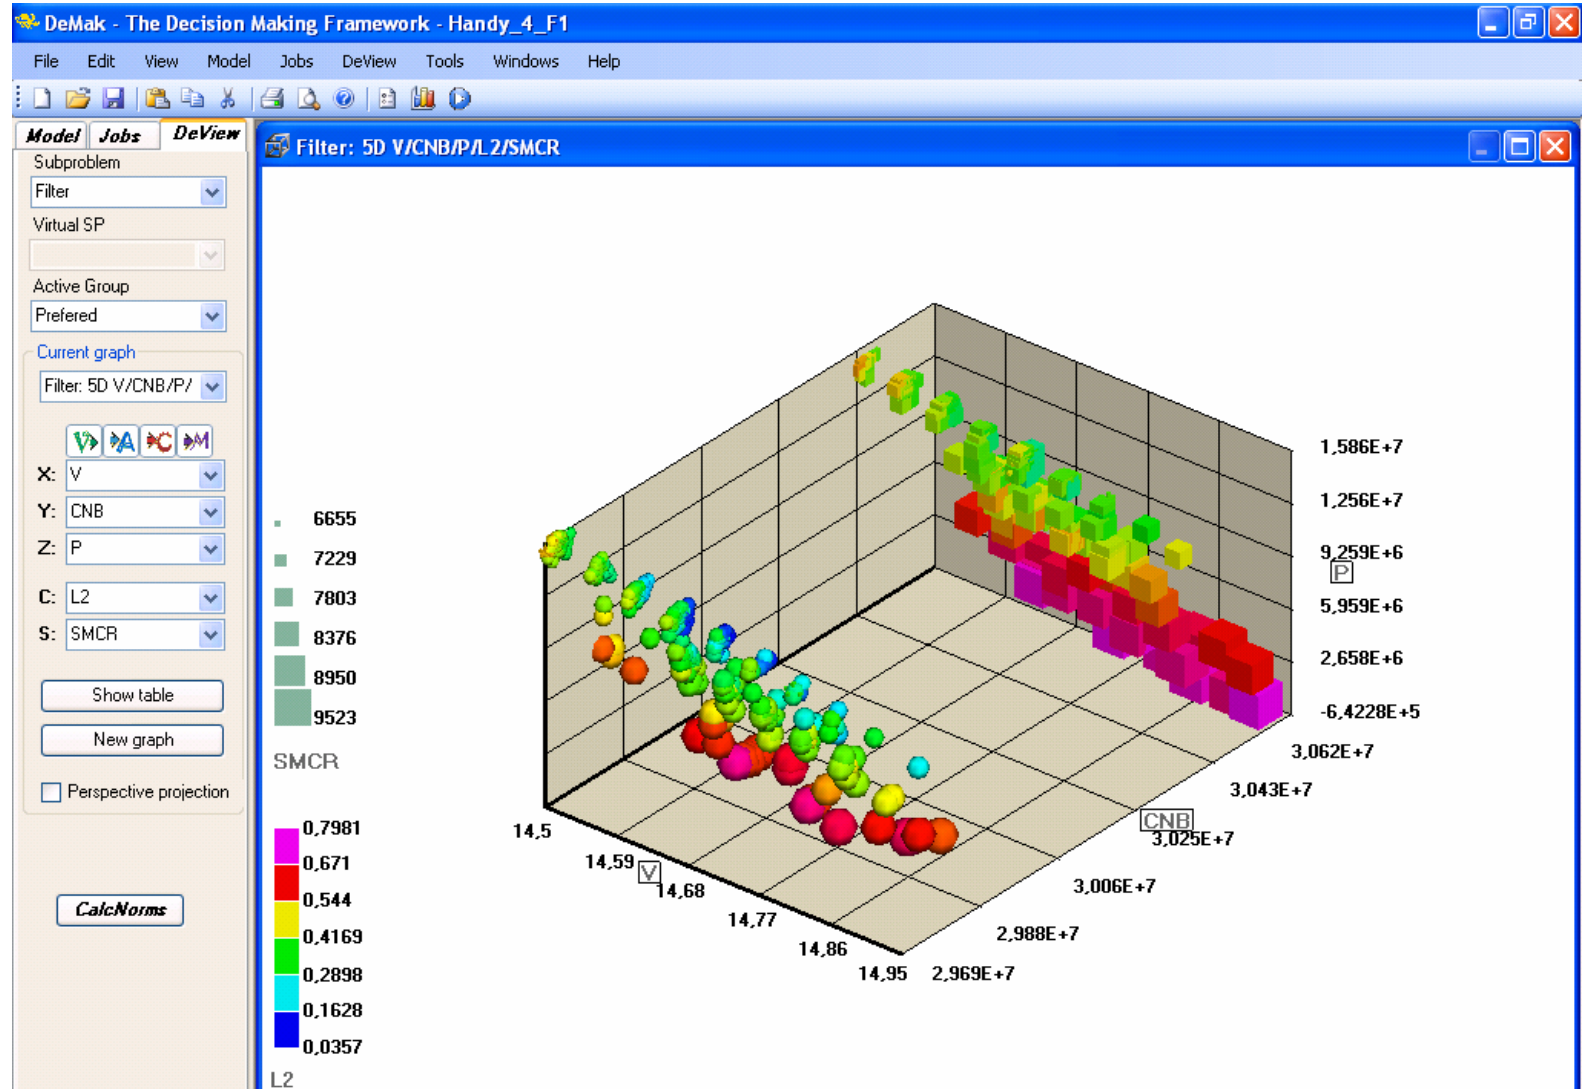 DeMak - The Decision Making Framework - Handy_4_F1
File Edit View Model Jobs DeView Tools Windows Help
Model Jobs DeView
Subproblem
Filter
Virtual SP
Active Group
Prefered
Current graph
Filter: 5D V/CNB/P/
V A C M
X: V
Y: CNB
Z: P
C: L2
S: SMCR
Show table
New graph
Perspective projection
CalcNorms
Filter: 5D V/CNB/P/L2/SMCR
6655
7229
7803
8376
8950
9523
SMCR
0,7981
0,671
0,544
0,4169
0,2898
0,1628
0,0357
L2
1,586E+7
1,256E+7
9,259E+6
P
5,959E+6
2,658E+6
-6,4228E+5
3,062E+7
3,043E+7
CNB
3,025E+7
3,006E+7
2,988E+7
2,969E+7
14,5
14,59
V
14,68
14,77
14,86
14,95